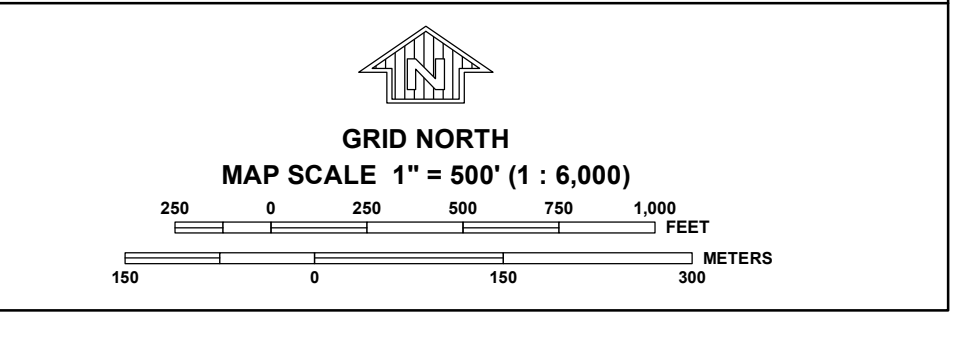 N
GRID NORTH
MAP SCALE 1" = 500' (1 : 6,000)
250 0 250 500 750 1,000
FEET
METERS
150 0 150 300